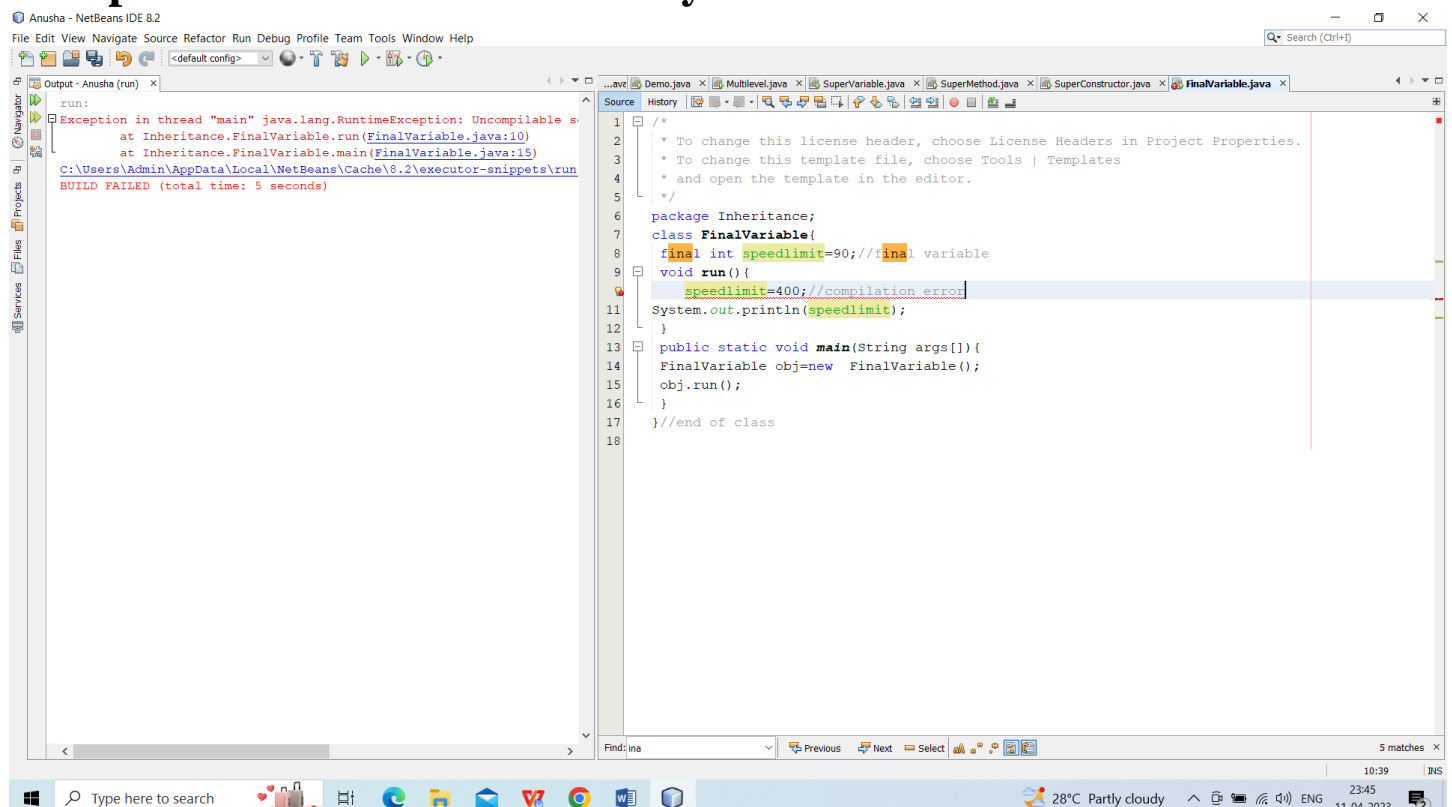 Anusha - NetBeans IDE 8.2
File Edit View Navigate Source Refactor Run Debug Profile Team Tools Window Help
Search (Ctrl+I)
<default config>
Output - Anusha (run)
...ave Demo.java Multilevel.java SuperVariable.java SuperMethod.java SuperConstructor.java FinalVariable.java
Source History
Navigator
Projects
Files
Services
run:
Exception in thread "main" java.lang.RuntimeException: Uncompilable s
at Inheritance.FinalVariable.run(FinalVariable.java:10)
at Inheritance.FinalVariable.main(FinalVariable.java:15)
C:\Users\Admin\AppData\Local\NetBeans\Cache\8.2\executor-snippets\run
BUILD FAILED (total time: 5 seconds)
1 /*
2 * To change this license header, choose License Headers in Project Properties.
3 * To change this template file, choose Tools | Templates
4 * and open the template in the editor.
5 */
6 package Inheritance;
7 class FinalVariable{
8 final int speedlimit=90;//final variable
9 void run(){
speedlimit=400;//compilation error
11 System.out.println(speedlimit);
12 }
13 public static void main(String args[]){
14 FinalVariable obj=new  FinalVariable();
15 obj.run();
16 }
17 }//end of class
18
Find: ina Previous Next Select 5 matches
10:39 INS
Type here to search
28°C Partly cloudy ENG 23:45
11-04-2023